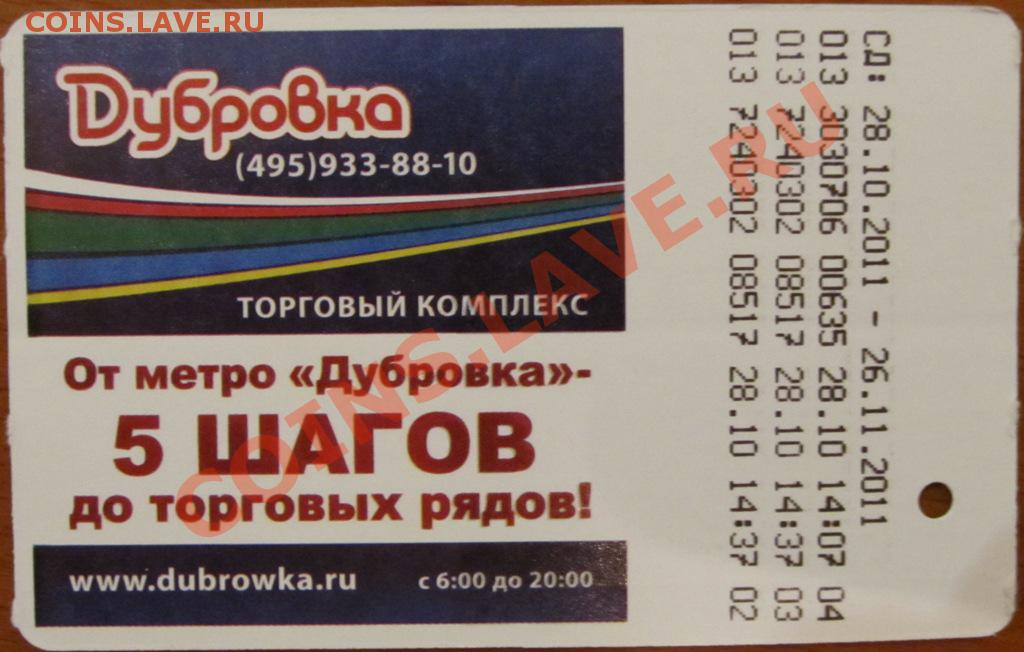 COINS.LAVE.RU
Дубровка
(495)933-88-10
ТОРГОВЫЙ КОМПЛЕКС
От метро «Дубровка»-
5 ШАГОВ
до торговых рядов!
www.dubrowka.ru с 6:00 до 20:00
СД: 28.10.2011 - 26.11.2011
013 3030706 00635 28.10 14:07 04
013 7240302 08517 28.10 14:37 03
013 7240302 08517 28.10 14:37 02
COINS.LAVE.RU